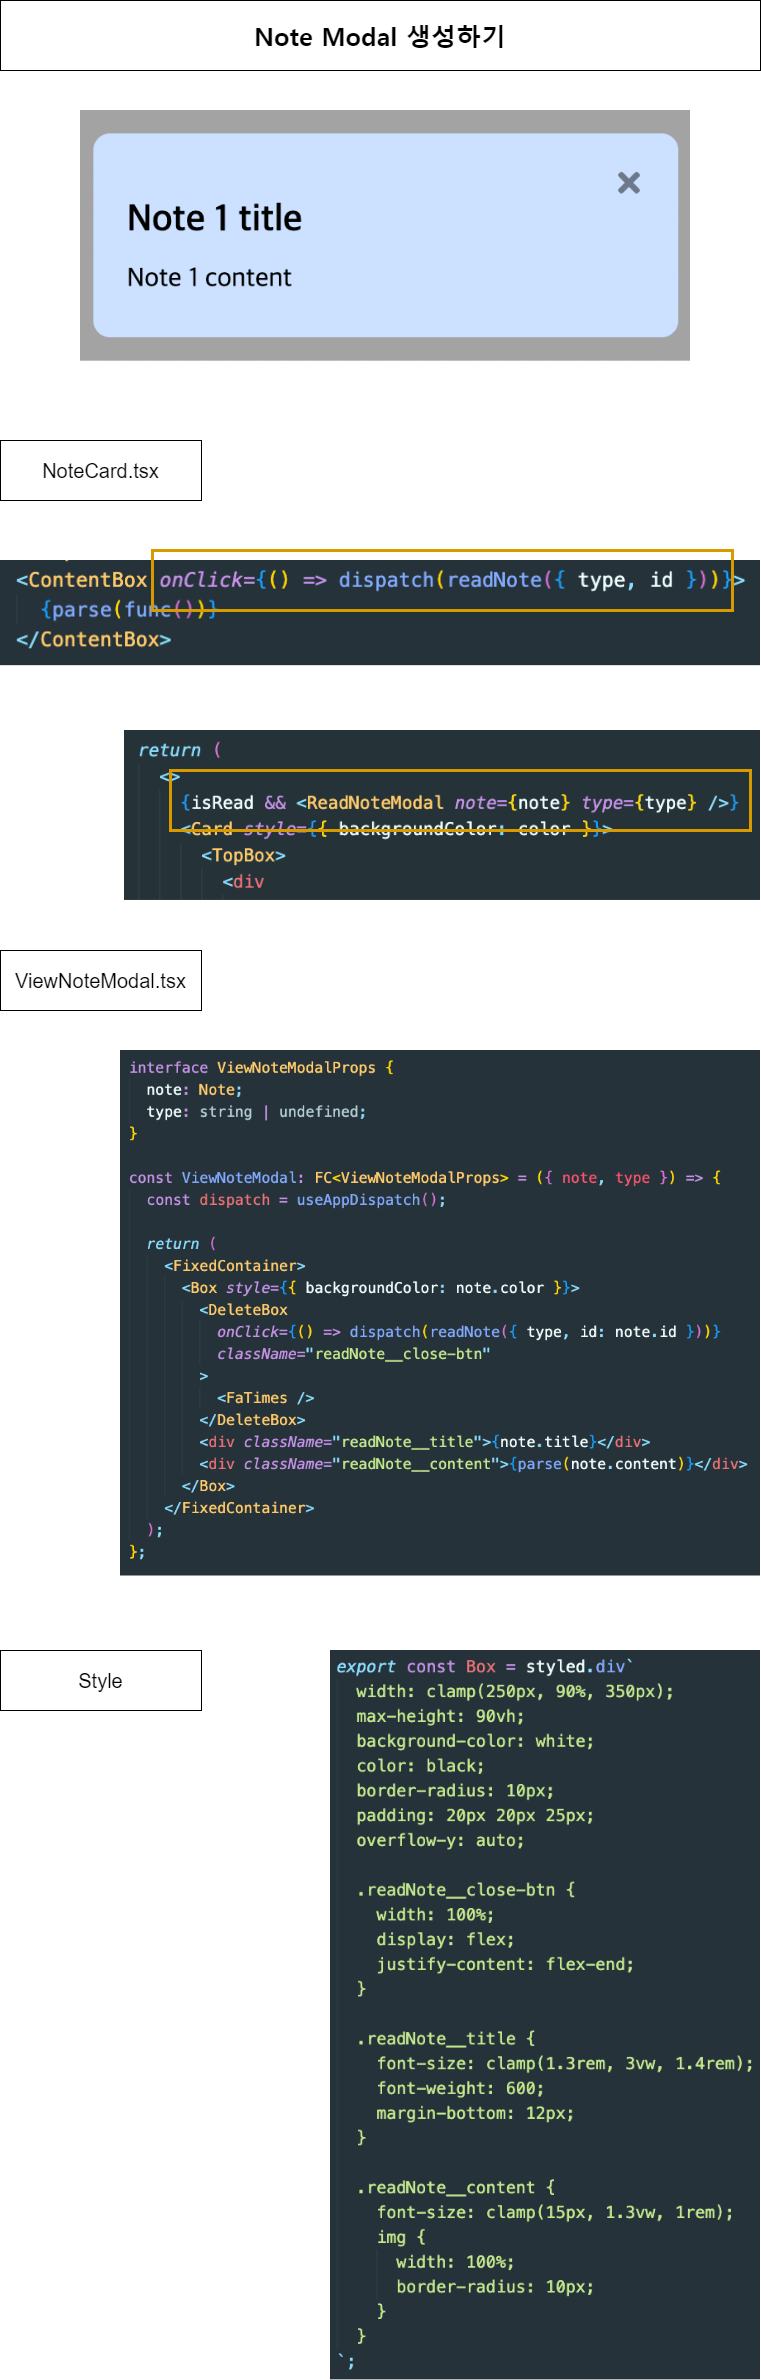 Note Modal 생성하기
Note 1 title
Note 1 content
NoteCard.tsx
<ContentBox onClick={() => dispatch(readNote({ type, id }))}>
{parse(func())}
</ContentBox>
return (
<>
{isRead && <ReadNoteModal note={note} type={type} />}
<Card style={{ backgroundColor: color }}>
<TopBox>
<div
ViewNoteModal.tsx
interface ViewNoteModalProps {
note: Note;
type: string | undefined;
}
const ViewNoteModal: FC<ViewNoteModalProps> = ({ note, type }) => {
const dispatch = useAppDispatch();
return (
<FixedContainer>
<Box style={{ backgroundColor: note.color }}>
<DeleteBox
onClick={() => dispatch(readNote({ type, id: note.id }))}
className="readNote__close-btn"
>
<FaTimes />
</DeleteBox>
<div className="readNote__title">{note.title}</div>
<div className="readNote__content">{parse(note.content)}</div>
</Box>
</FixedContainer>
);
};
Style
export const Box = styled.div`
width: clamp(250px, 90%, 350px);
max-height: 90vh;
background-color: white;
color: black;
border-radius: 10px;
padding: 20px 20px 25px;
overflow-y: auto;
.readNote__close-btn {
width: 100%;
display: flex;
justify-content: flex-end;
}
.readNote__title {
font-size: clamp(1.3rem, 3vw, 1.4rem);
font-weight: 600;
margin-bottom: 12px;
}
.readNote__content {
font-size: clamp(15px, 1.3vw, 1rem);
img {
width: 100%;
border-radius: 10px;
}
}
`;